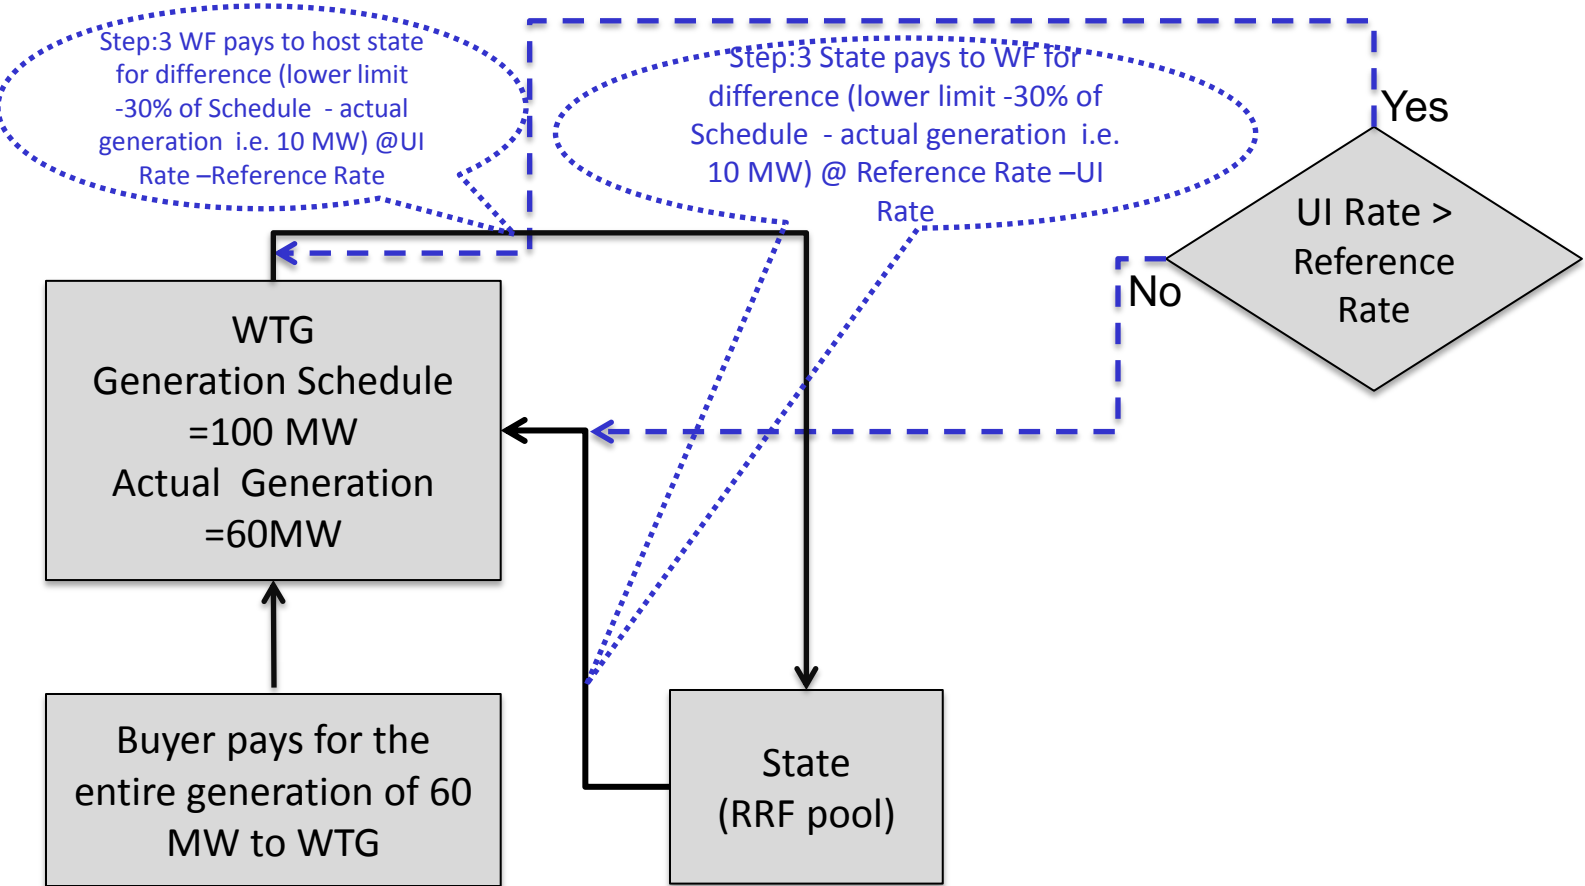 Step:3 WF pays to host state
for difference (lower limit
-30% of Schedule - actual
generation i.e. 10 MW) @UI
Rate –Reference Rate
Step:3 State pays to WF for
difference (lower limit -30% of
Schedule - actual generation i.e.
10 MW) @ Reference Rate –UI
Rate
Yes
UI Rate >
Reference
Rate
No
WTG
Generation Schedule
=100 MW
Actual Generation
=60MW
Buyer pays for the
entire generation of 60
MW to WTG
State
(RRF pool)